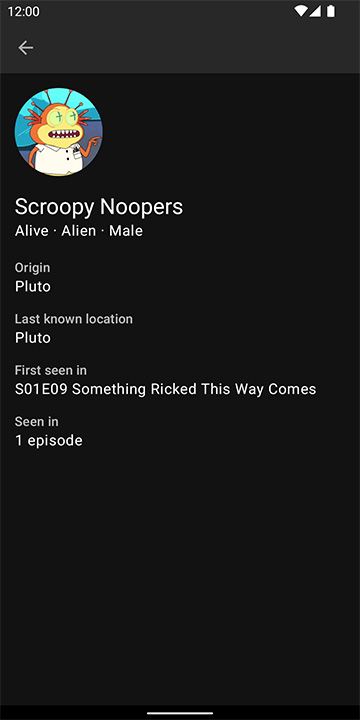 12:00
Scroopy Noopers
Alive · Alien · Male
Origin
Pluto
Last known location
Pluto
First seen in
S01E09 Something Ricked This Way Comes
Seen in
1 episode